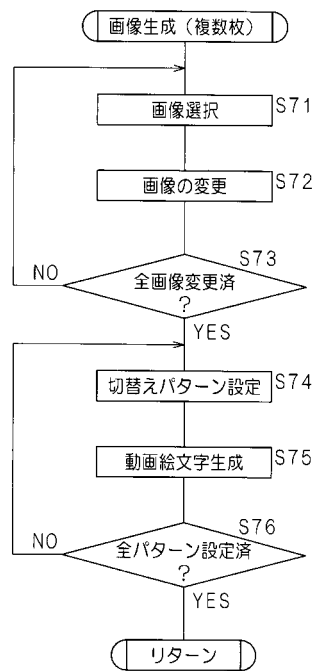 画像生成（複数枚）
画像選択
S71
画像の変更
S72
S73
NO
全画像変更済
?
YES
切替えパターン設定
S74
動画絵文字生成
S75
S76
NO
全パターン設定済
?
YES
リターン